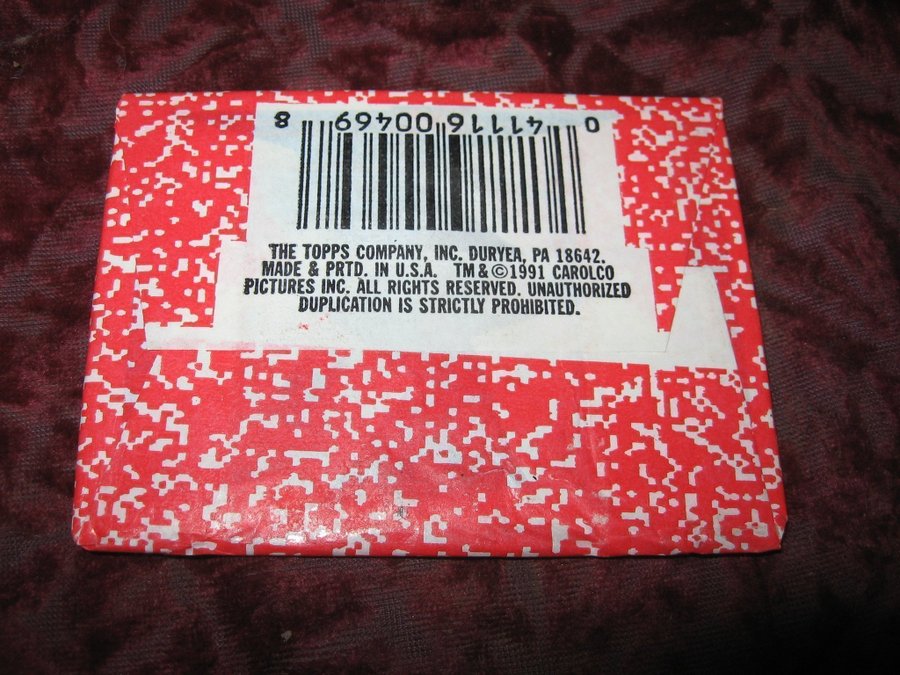 0 41116 00469 8
THE TOPPS COMPANY, INC. DURYEA, PA 18642.
MADE & PRTD. IN U.S.A. TM & © 1991 CAROLCO
PICTURES INC. ALL RIGHTS RESERVED. UNAUTHORIZED
DUPLICATION IS STRICTLY PROHIBITED.